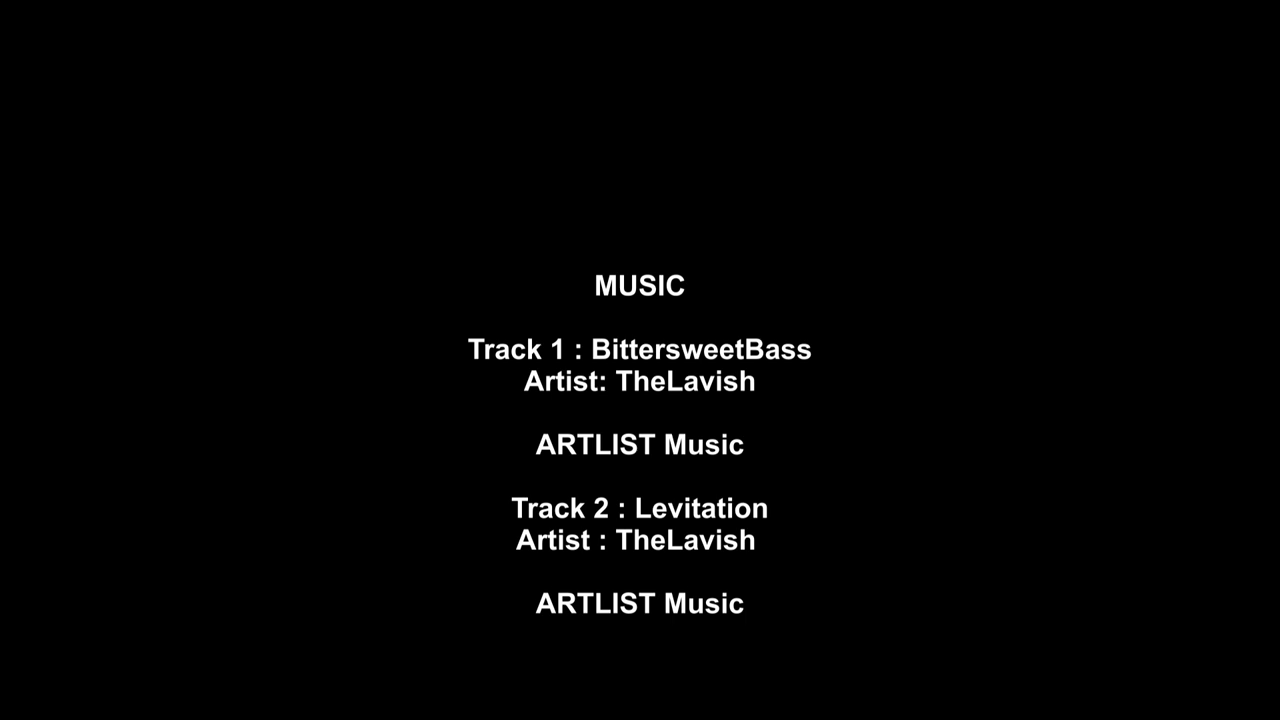 MUSIC
Track 1 : BittersweetBass
Artist: TheLavish
ARTLIST Music
Track 2 : Levitation
Artist : TheLavish
ARTLIST Music